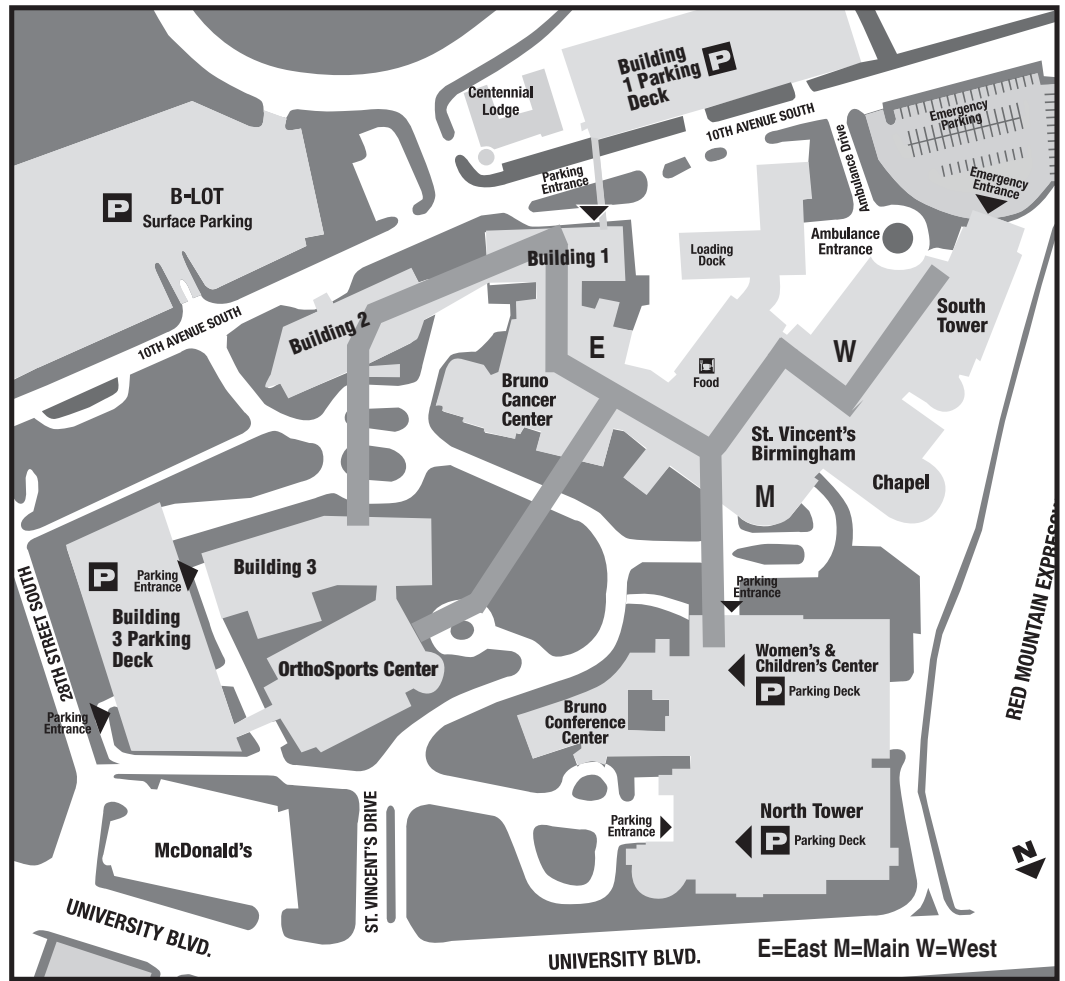 Building
1 Parking
Deck
P
Centennial
Lodge
10TH AVENUE SOUTH
Emergency
Parking
Ambulance Drive
Emergency
Entrance
Parking
Entrance
P
B-LOT
Surface Parking
Ambulance
Entrance
Loading
Dock
Building 1
South
Tower
Building 2
10TH AVENUE SOUTH
E
W
Food
Bruno
Cancer
Center
St. Vincent's
Birmingham
M
Chapel
RED MOUNTAIN EXPRESSW
Building 3
P
Parking
Entrance
Building
3 Parking
Deck
28TH STREET SOUTH
Parking
Entrance
OrthoSports Center
Parking
Entrance
Women's &
Children's Center
P Parking Deck
Bruno
Conference
Center
North Tower
P Parking Deck
Parking
Entrance
McDonald's
ST. VINCENT'S DRIVE
N
UNIVERSITY BLVD.
UNIVERSITY BLVD.
E=East M=Main W=West